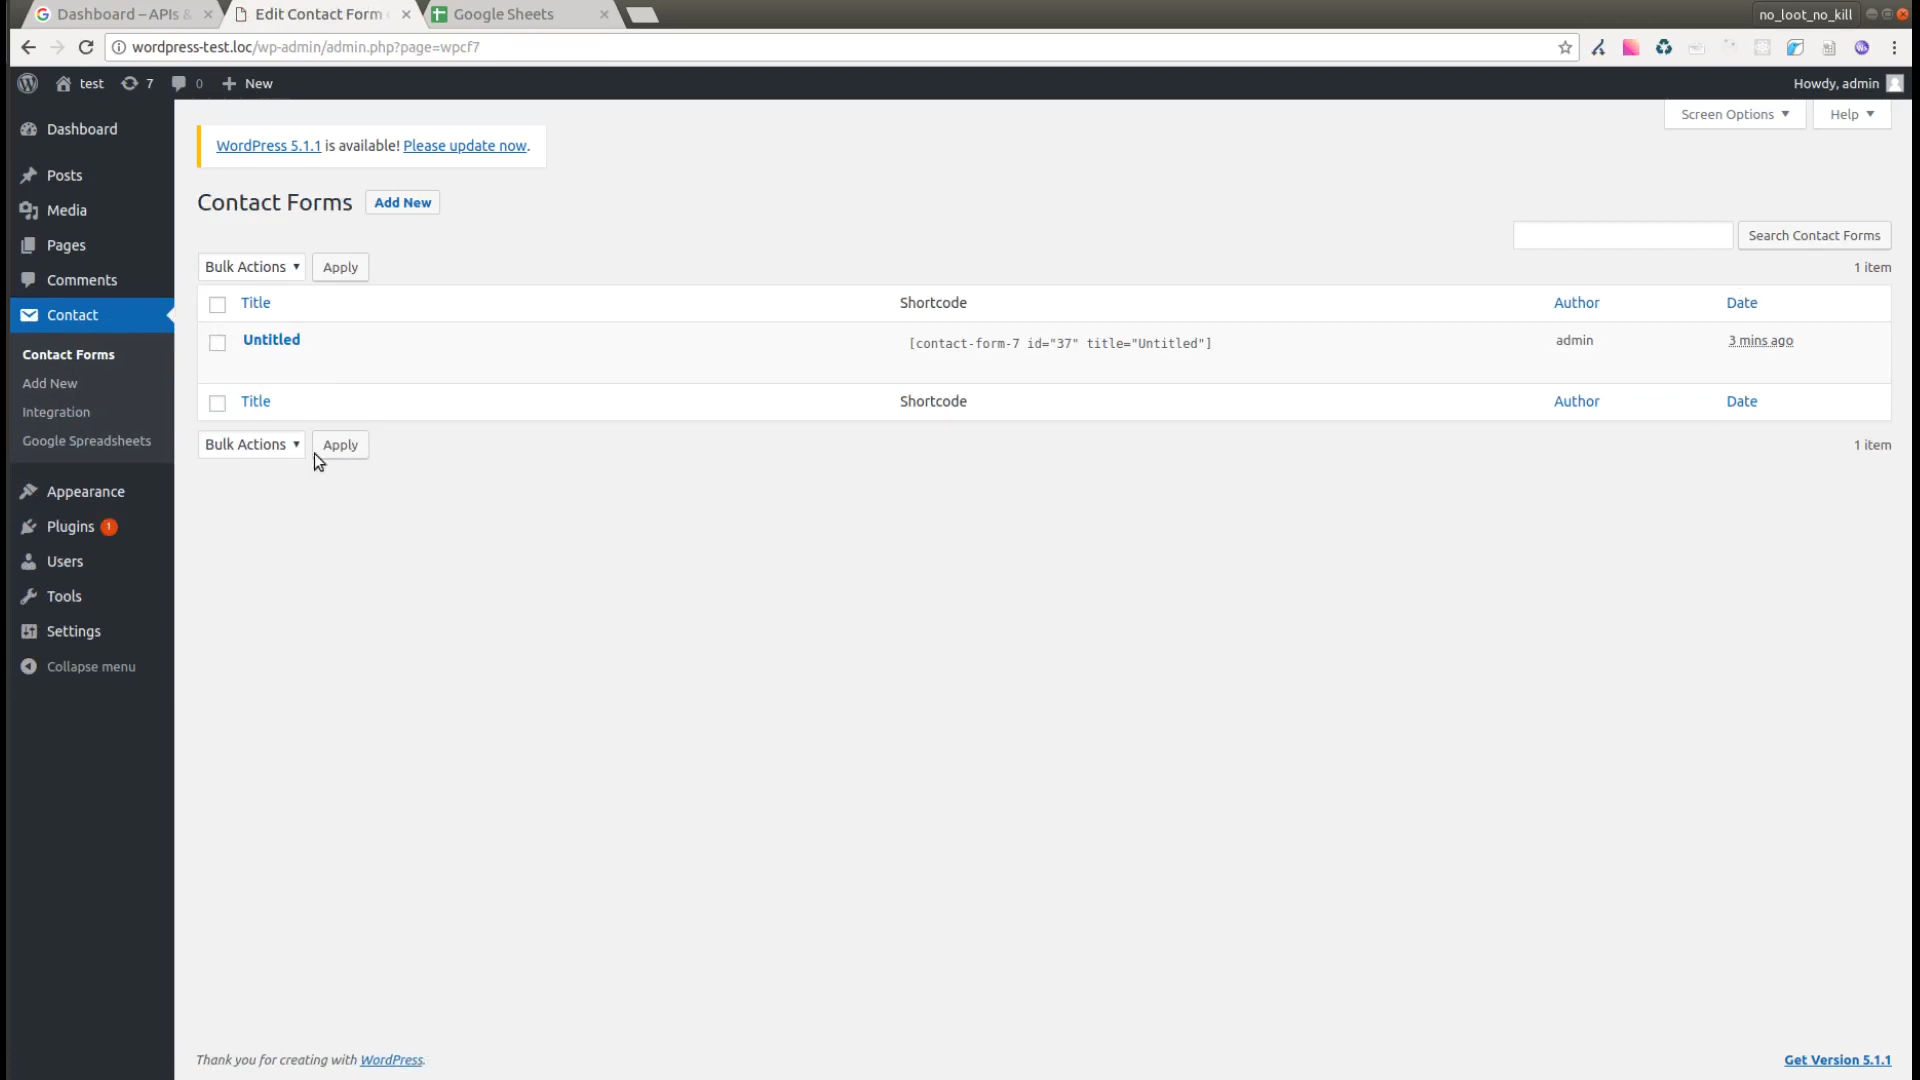 Dashboard – APIs &
Edit Contact Form
Google Sheets
no_loot_no_kill
wordpress-test.loc/wp-admin/admin.php?page=wpcf7
test
7
0
New
Howdy, admin
Screen Options
Help
Dashboard
Posts
Media
Pages
Comments
Contact
Contact Forms
Add New
Integration
Google Spreadsheets
Appearance
Plugins 1
Users
Tools
Settings
Collapse menu
WordPress 5.1.1 is available! Please update now.
Contact Forms Add New
Search Contact Forms
Bulk Actions Apply
1 item
Title Shortcode Author Date
Untitled [contact-form-7 id="37" title="Untitled"] admin 3 mins ago
Title Shortcode Author Date
Bulk Actions Apply
1 item
Thank you for creating with WordPress.
Get Version 5.1.1